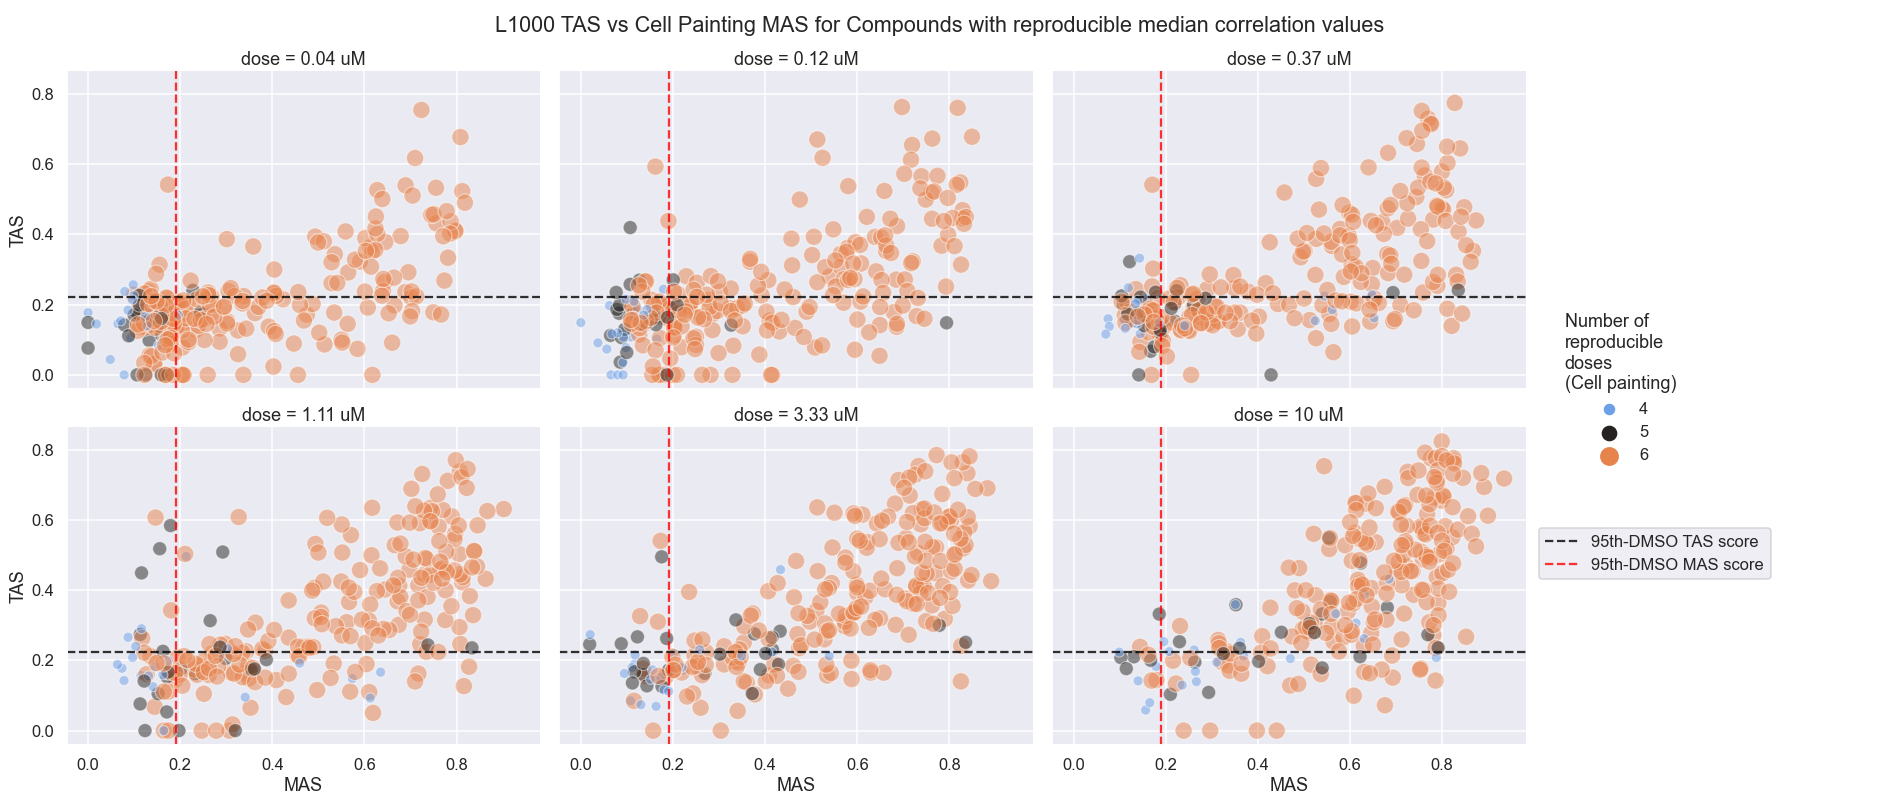 L1000 TAS vs Cell Painting MAS for Compounds with reproducible median correlation values
dose = 0.04 uM
dose = 0.12 uM
dose = 0.37 uM
0.8
0.6
0.4
0.2
0.0
TAS
dose = 1.11 uM
dose = 3.33 uM
dose = 10 uM
0.8
0.6
0.4
0.2
0.0
TAS
0.0 0.2 0.4 0.6 0.8
0.0 0.2 0.4 0.6 0.8
0.0 0.2 0.4 0.6 0.8
MAS
MAS
MAS
Number of
reproducible
doses
(Cell painting)
4
5
6
95th-DMSO TAS score
95th-DMSO MAS score